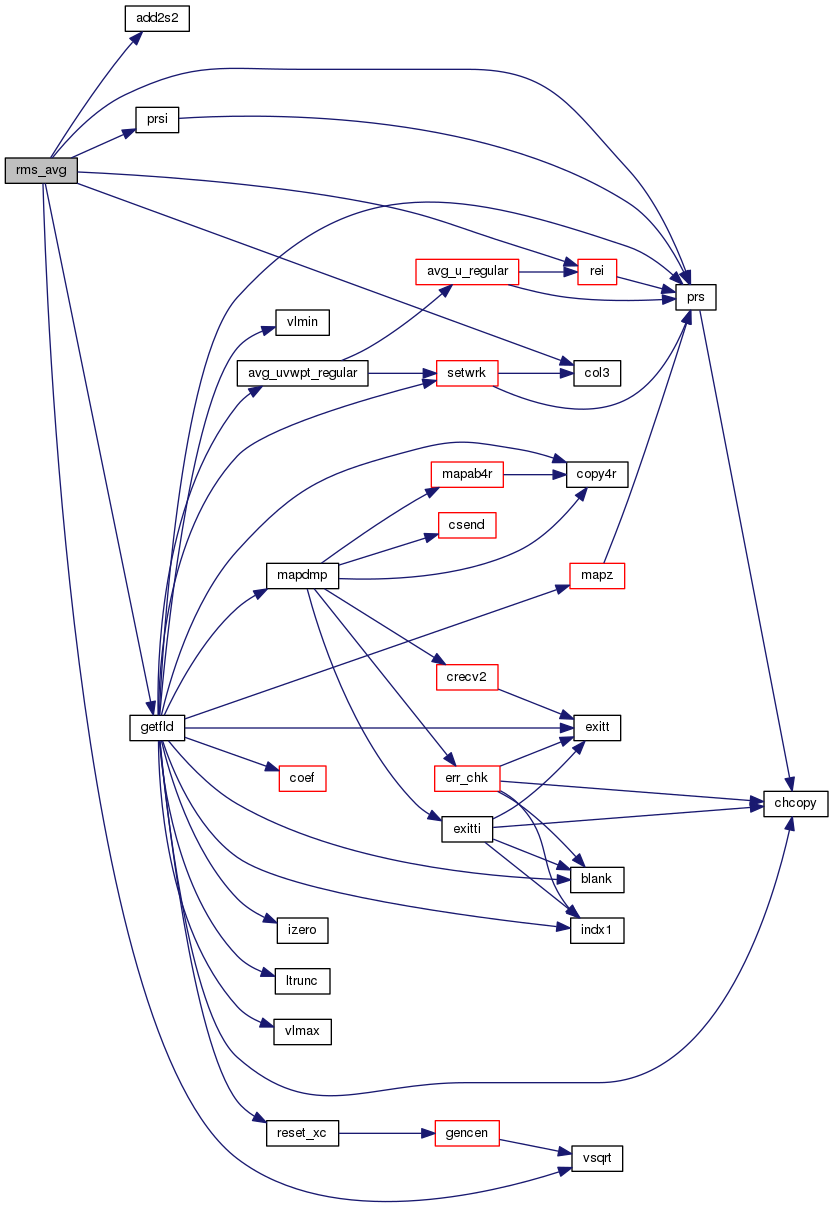 add2s2
prsi
rms_avg
avg_u_regular
rei
prs
vlmin
avg_uvwpt_regular
setwrk
col3
mapab4r
copy4r
csend
mapdmp
mapz
crecv2
getfld
exitt
coef
err_chk
chcopy
exitti
blank
izero
indx1
ltrunc
vlmax
reset_xc
gencen
vsqrt